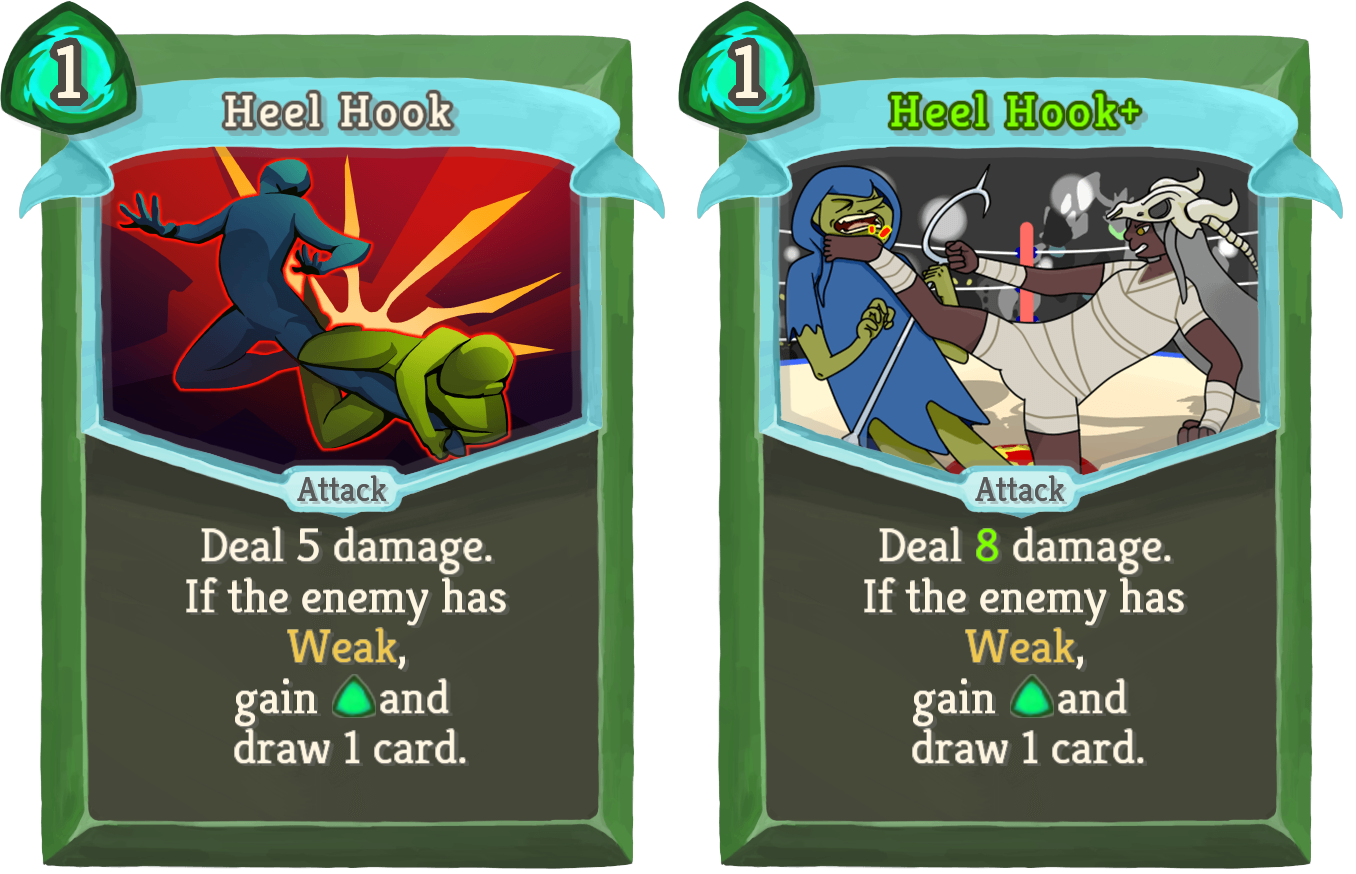 1
Heel Hook
Attack
Deal 5 damage.
If the enemy has
Weak,
gain and
draw 1 card.
1
Heel Hook+
Attack
Deal 8 damage.
If the enemy has
Weak,
gain and
draw 1 card.